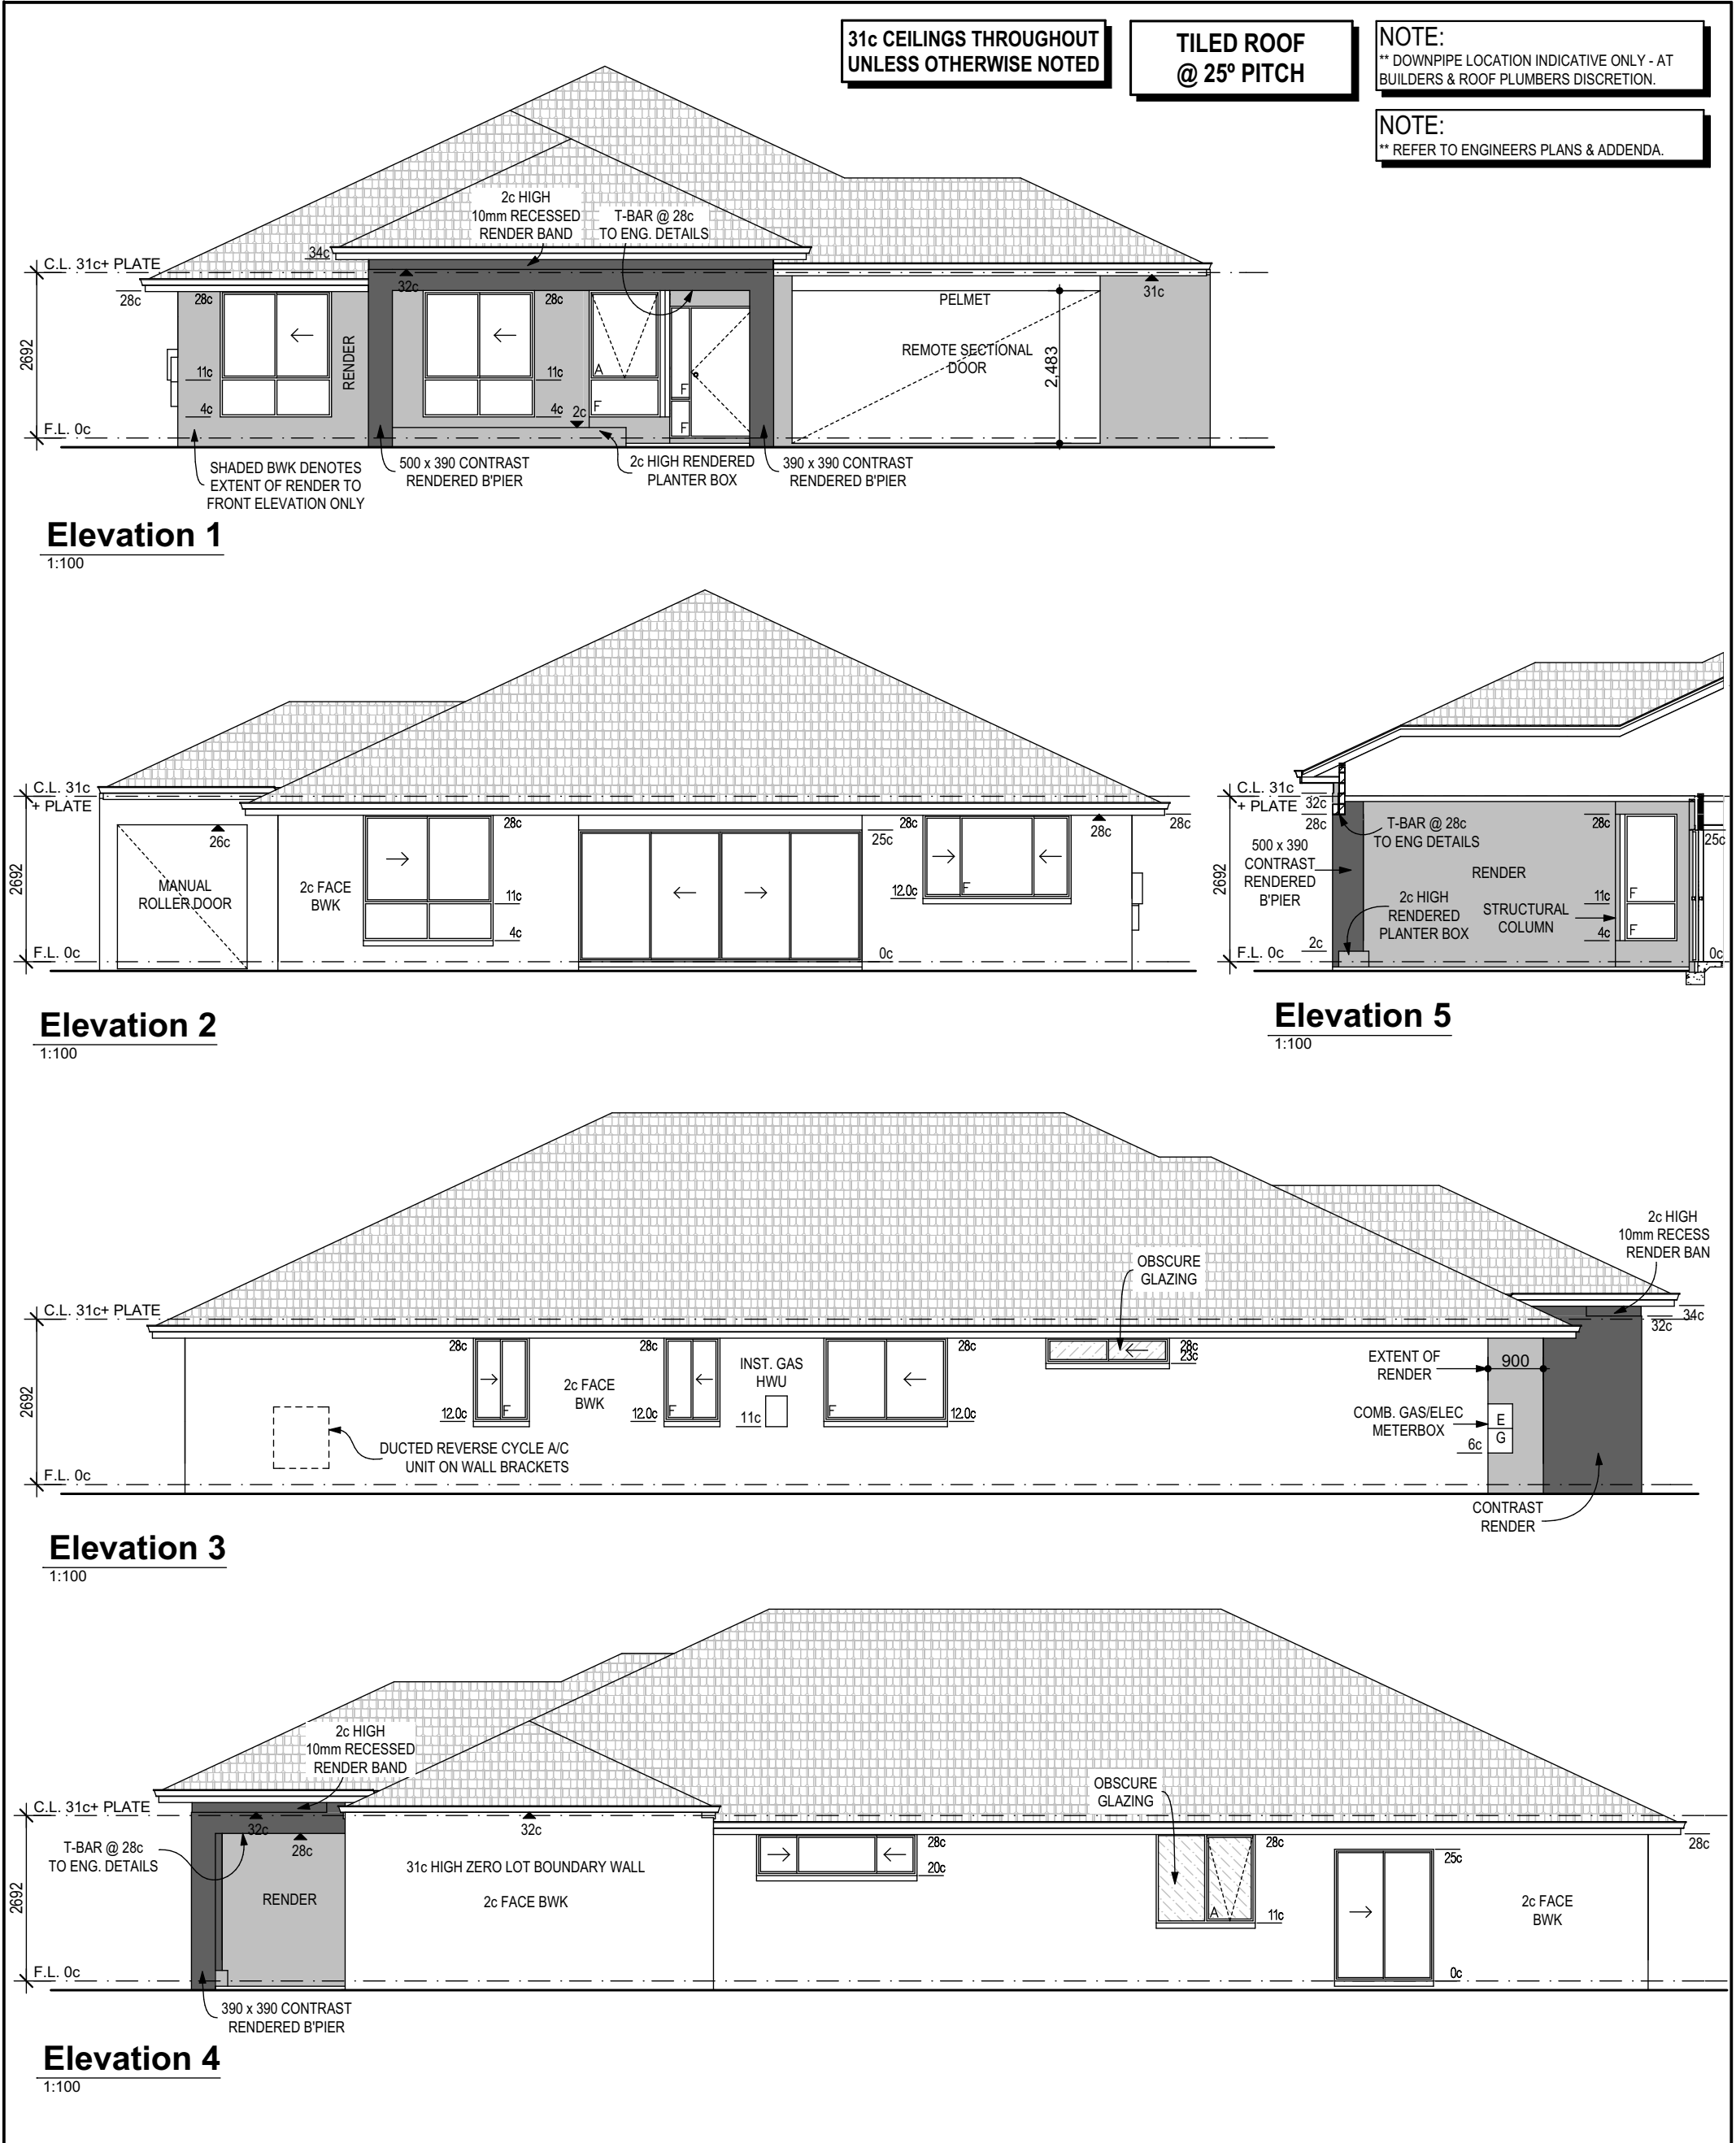 31c CEILINGS THROUGHOUT
UNLESS OTHERWISE NOTED
TILED ROOF
@ 25º PITCH
NOTE:
** DOWNPIPE LOCATION INDICATIVE ONLY - AT
BUILDERS & ROOF PLUMBERS DISCRETION.
NOTE:
** REFER TO ENGINEERS PLANS & ADDENDA.
2c HIGH
10mm RECESSED
RENDER BAND
T-BAR @ 28c
TO ENG. DETAILS
34c
C.L. 31c+ PLATE
32c
31c
28c
28c
28c
PELMET
2692
RENDER
REMOTE SECTIONAL
DOOR
2,483
11c
11c
A
F
4c
4c
F
2c
F
F.L. 0c
SHADED BWK DENOTES
EXTENT OF RENDER TO
FRONT ELEVATION ONLY
500 x 390 CONTRAST
RENDERED B'PIER
2c HIGH RENDERED
PLANTER BOX
390 x 390 CONTRAST
RENDERED B'PIER
Elevation 1
1:100
C.L. 31c
+ PLATE
2692
26c
MANUAL
ROLLER DOOR
2c FACE
BWK
28c
11c
4c
25c
0c
28c
12.0c
F
28c
28c
F.L. 0c
Elevation 2
1:100
C.L. 31c
+ PLATE
32c
28c
2692
T-BAR @ 28c
TO ENG DETAILS
500 x 390
CONTRAST
RENDERED
B'PIER
RENDER
2c HIGH
RENDERED
PLANTER BOX
STRUCTURAL
COLUMN
28c
11c
4c
F
F
25c
0c
2c
F.L. 0c
Elevation 5
1:100
2c HIGH
10mm RECESS
RENDER BAN
OBSCURE
GLAZING
C.L. 31c+ PLATE
34c
32c
2692
28c
28c
28c
28c
23c
INST. GAS
HWU
2c FACE
BWK
12.0c
F
12.0c
F
11c
F
12.0c
EXTENT OF
RENDER
900
COMB. GAS/ELEC
METERBOX
E
G
6c
DUCTED REVERSE CYCLE A/C
UNIT ON WALL BRACKETS
F.L. 0c
CONTRAST
RENDER
Elevation 3
1:100
2c HIGH
10mm RECESSED
RENDER BAND
OBSCURE
GLAZING
C.L. 31c+ PLATE
32c
32c
T-BAR @ 28c
TO ENG. DETAILS
28c
2692
RENDER
31c HIGH ZERO LOT BOUNDARY WALL
2c FACE BWK
28c
20c
28c
A
11c
25c
0c
2c FACE
BWK
28c
F.L. 0c
390 x 390 CONTRAST
RENDERED B'PIER
Elevation 4
1:100